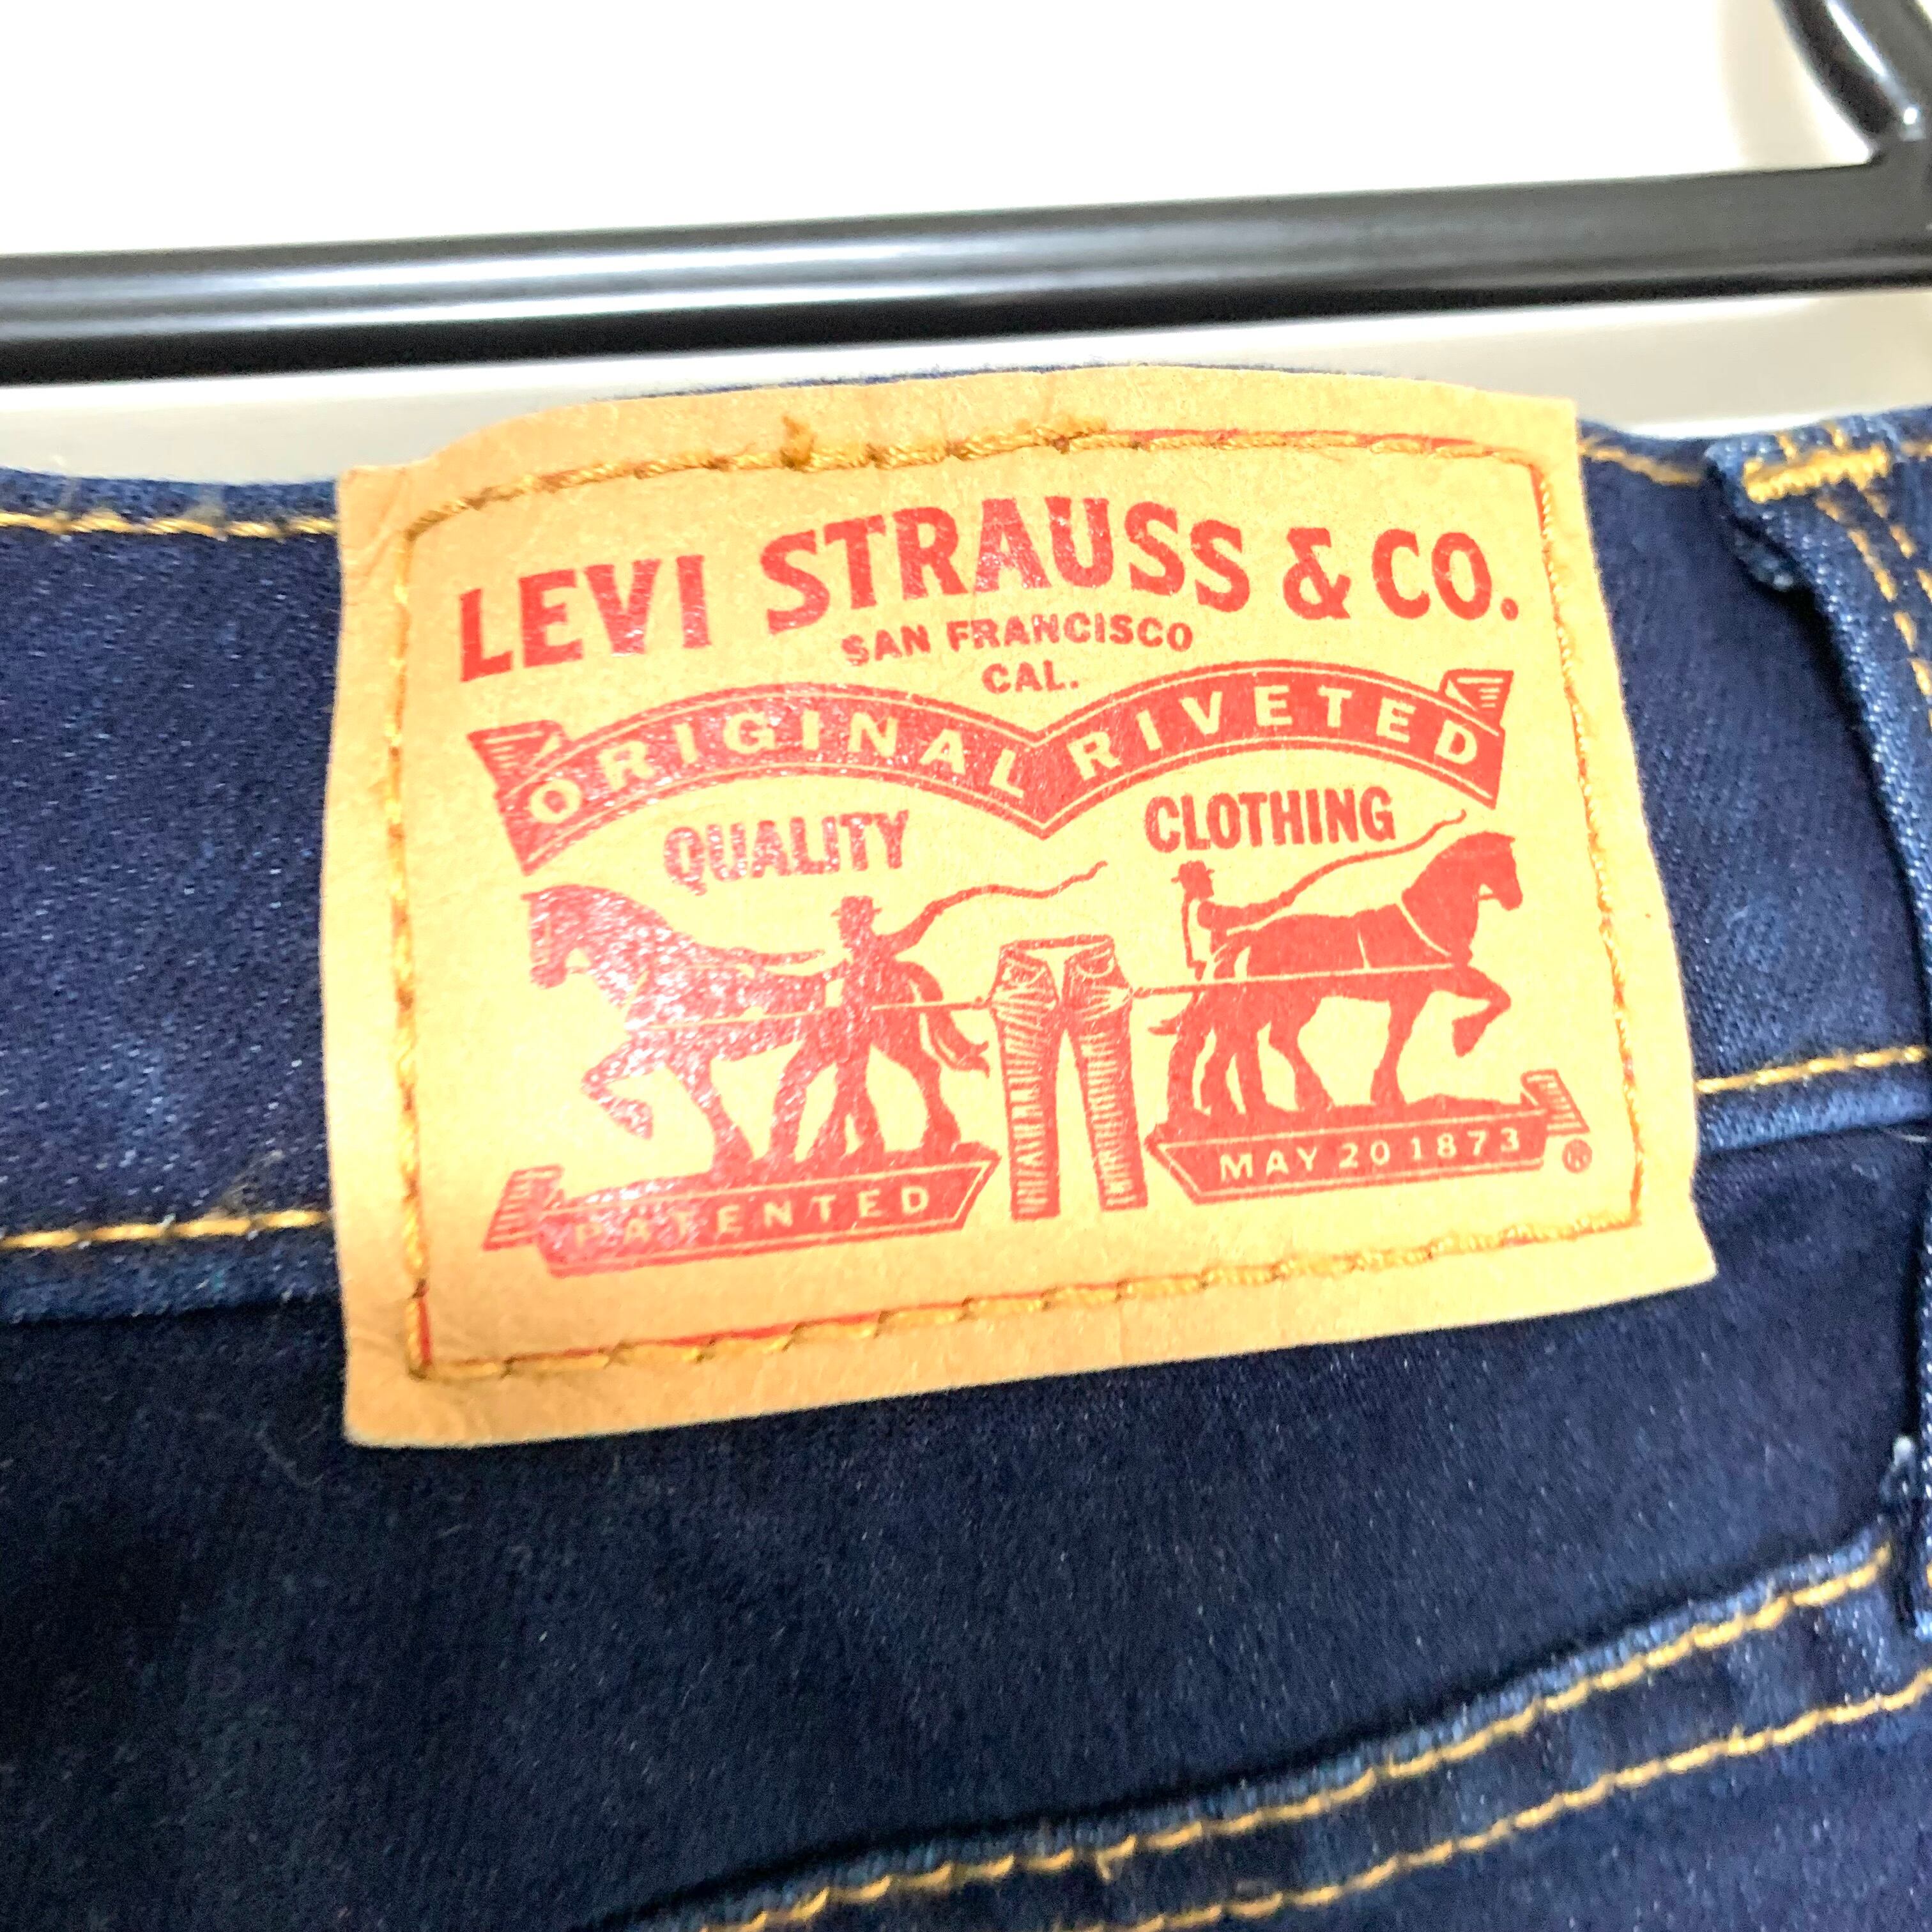 LEVI STRAUSS & CO.
SAN FRANCISCO
CAL.
ORIGINAL RIVETED
QUALITY CLOTHING
PATENTED MAY 20 1873 ®